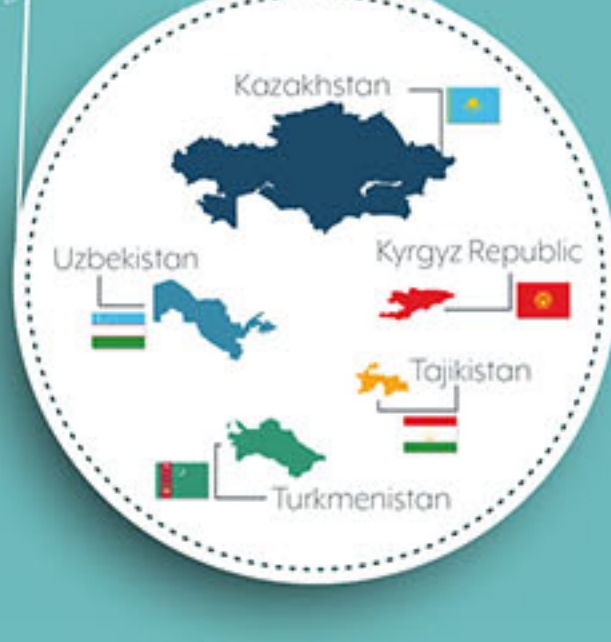 Kazakhstan
Uzbekistan
Kyrgyz Republic
Tajikistan
Turkmenistan